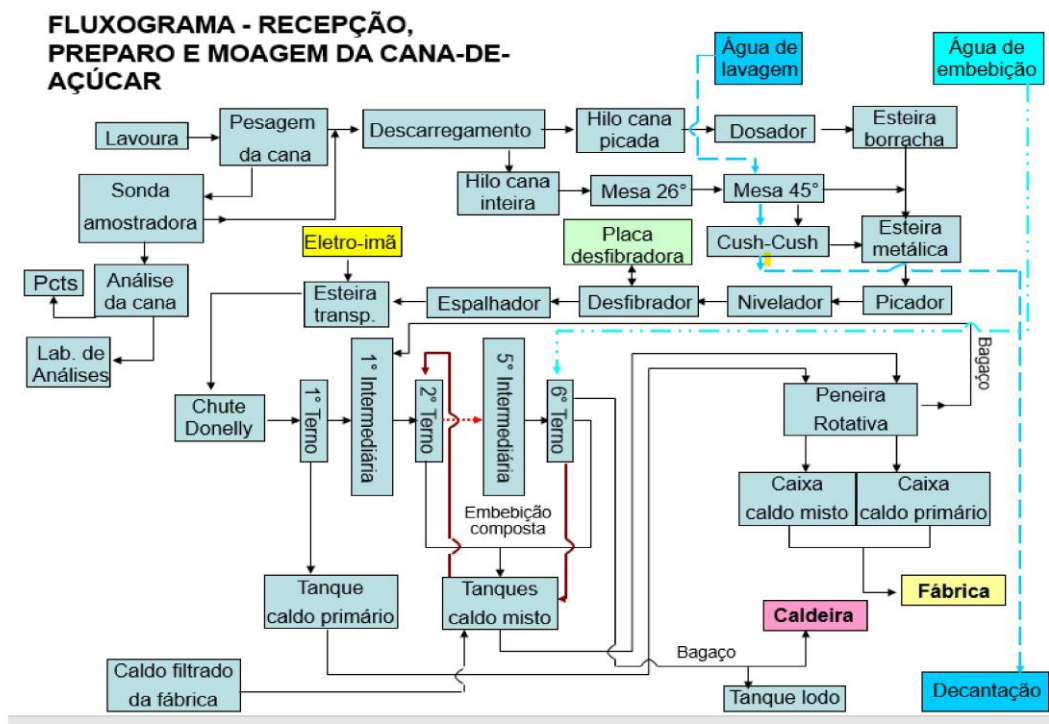 FLUXOGRAMA - RECEPÇÃO,
PREPARO E MOAGEM DA CANA-DE-
AÇÚCAR
Água de
lavagem
Água de
embebição
Lavoura
Pesagem
da cana
Descarregamento
Hilo cana
picada
Dosador
Esteira
borracha
Sonda
amostradora
Hilo cana
inteira
Mesa 26°
Mesa 45°
Eletro-imã
Placa
desfibradora
Cush-Cush
Esteira
metálica
Pcts
Análise
da cana
Esteira
transp.
Espalhador
Desfibrador
Nivelador
Picador
Lab. de
Análises
Chute
Donelly
1° Terno
1° Intermediária
2° Terno
5° Intermediária
6° Terno
Bagaço
Peneira
Rotativa
Caixa
caldo misto
Caixa
caldo primário
Embebição
composta
Tanque
caldo primário
Tanques
caldo misto
Fábrica
Caldeira
Bagaço
Caldo filtrado
da fábrica
Tanque lodo
Decantação